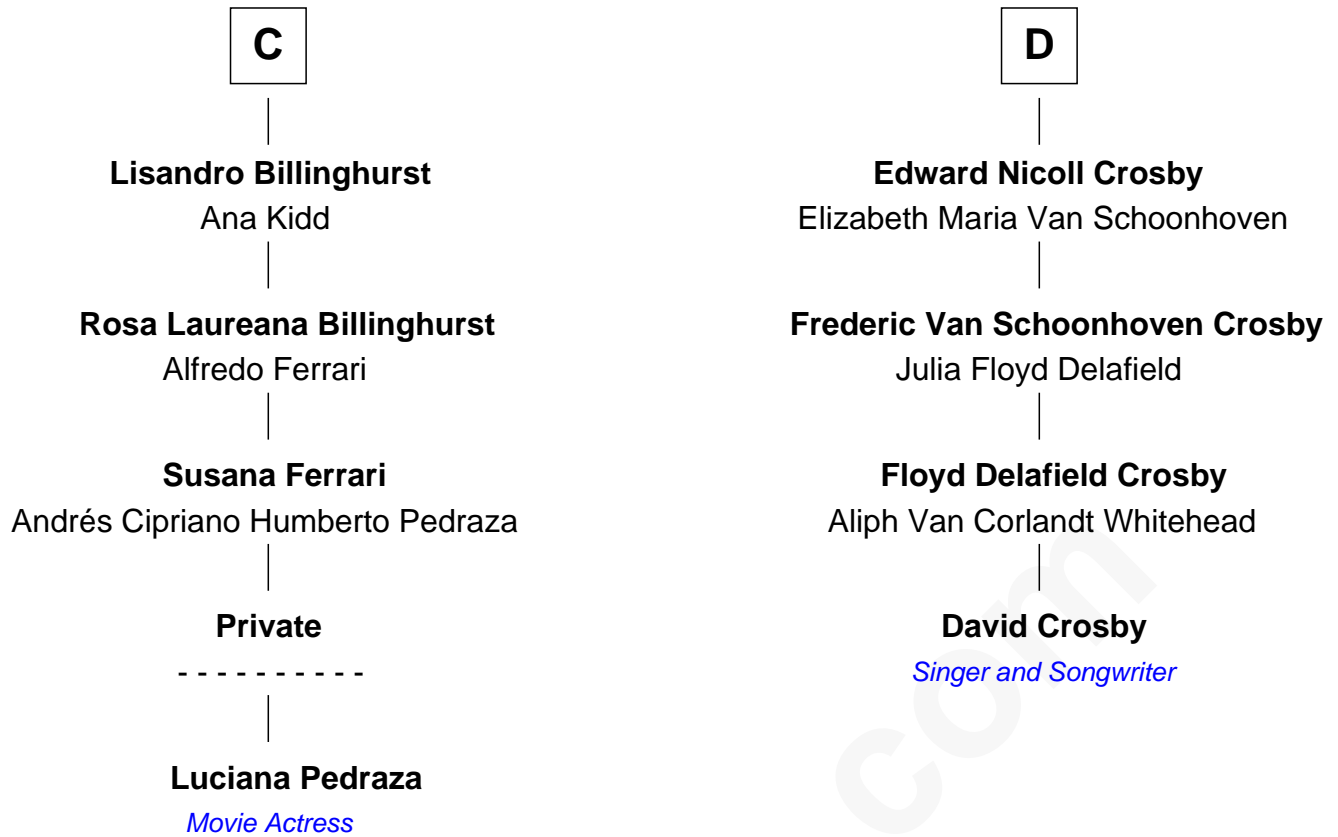 C
Lisandro Billinghurst
Ana Kidd
Rosa Laureana Billinghurst
Alfredo Ferrari
Susana Ferrari
Andrés Cipriano Humberto Pedraza
Private
- - - - - - - - - -
Luciana Pedraza
Movie Actress
D
Edward Nicoll Crosby
Elizabeth Maria Van Schoonhoven
Frederic Van Schoonhoven Crosby
Julia Floyd Delafield
Floyd Delafield Crosby
Aliph Van Corlandt Whitehead
David Crosby
Singer and Songwriter
com